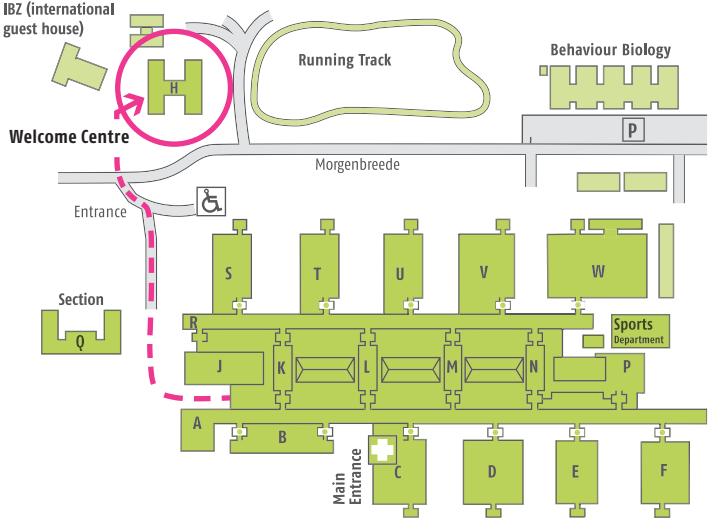 IBZ (international
guest house)
H
Running Track
Behaviour Biology
Welcome Centre
P
Morgenbreede
Entrance
S
T
U
V
W
Section
Q
R
Sports
Department
J
K
L
M
N
P
A
B
Main
Entrance
C
D
E
F